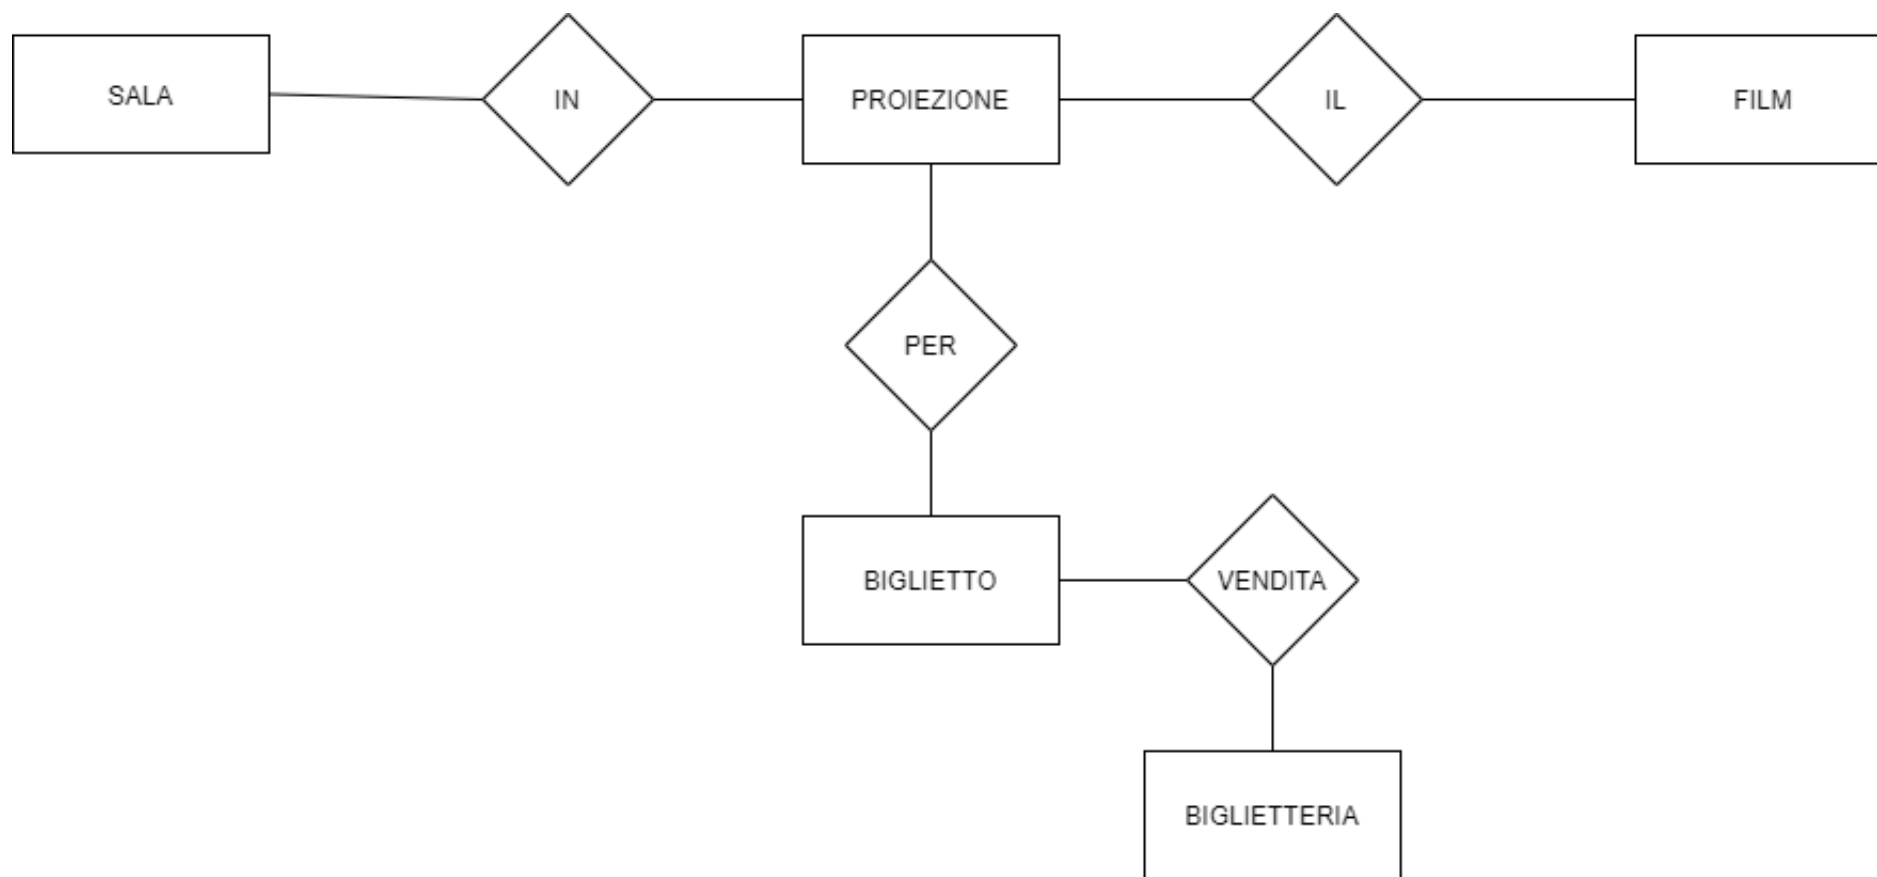 SALA
IN
PROIEZIONE
IL
FILM
PER
BIGLIETTO
VENDITA
BIGLIETTERIA